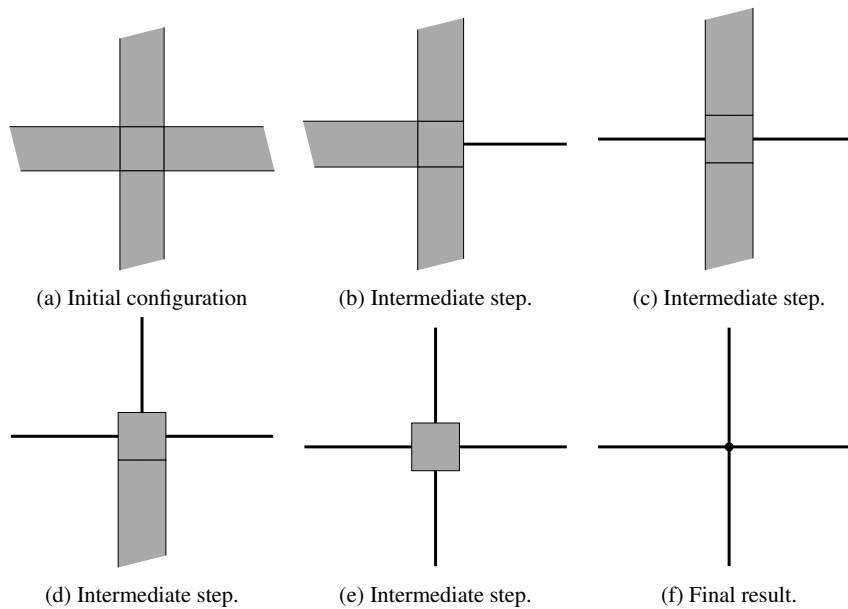 (a) Initial configuration
(b) Intermediate step.
(c) Intermediate step.
(d) Intermediate step.
(e) Intermediate step.
(f) Final result.